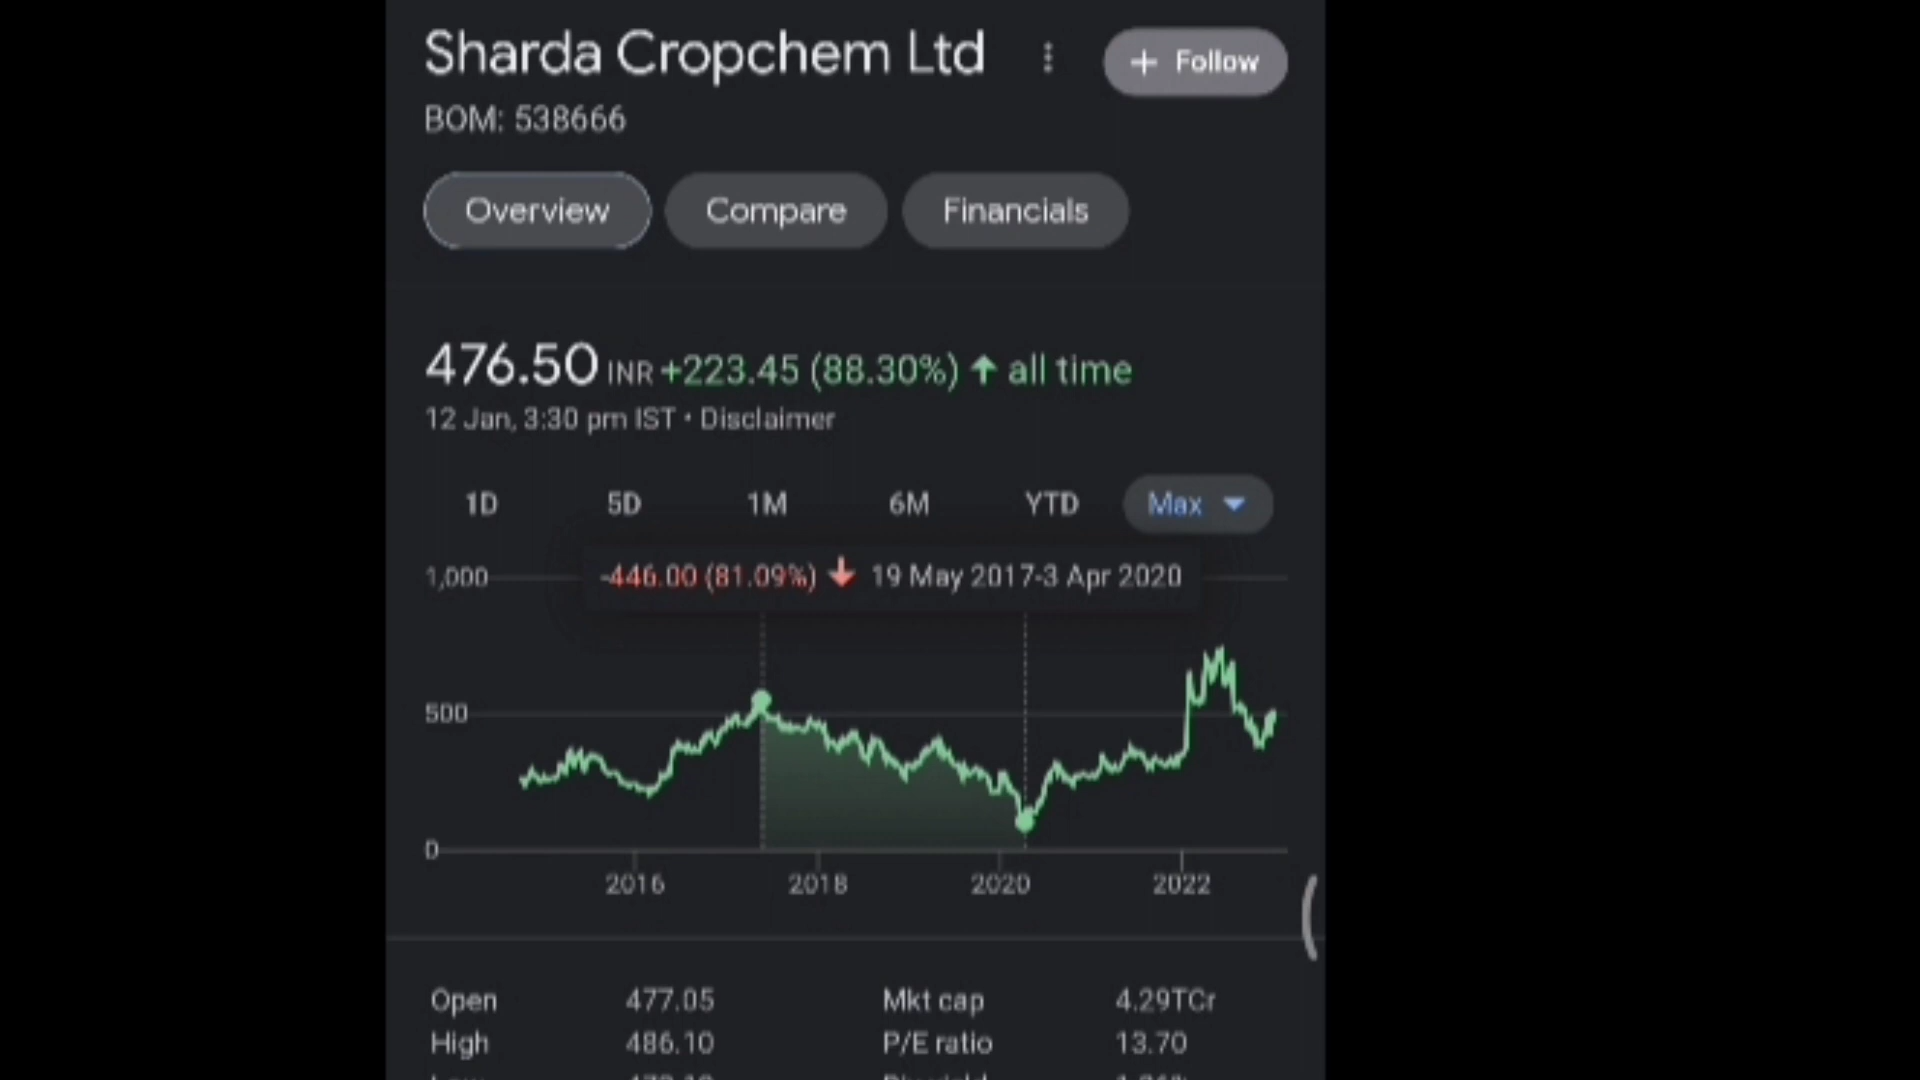 Sharda Cropchem Ltd
+ Follow
BOM: 538666
Overview Compare Financials
476.50 INR +223.45 (88.30%) ↑ all time
12 Jan, 3:30 pm IST • Disclaimer
1D 5D 1M 6M YTD Max
-446.00 (81.09%) ↓ 19 May 2017-3 Apr 2020
1,000
500
0
2016 2018 2020 2022
Open 477.05 Mkt cap 4.29TCr
High 486.10 P/E ratio 13.70